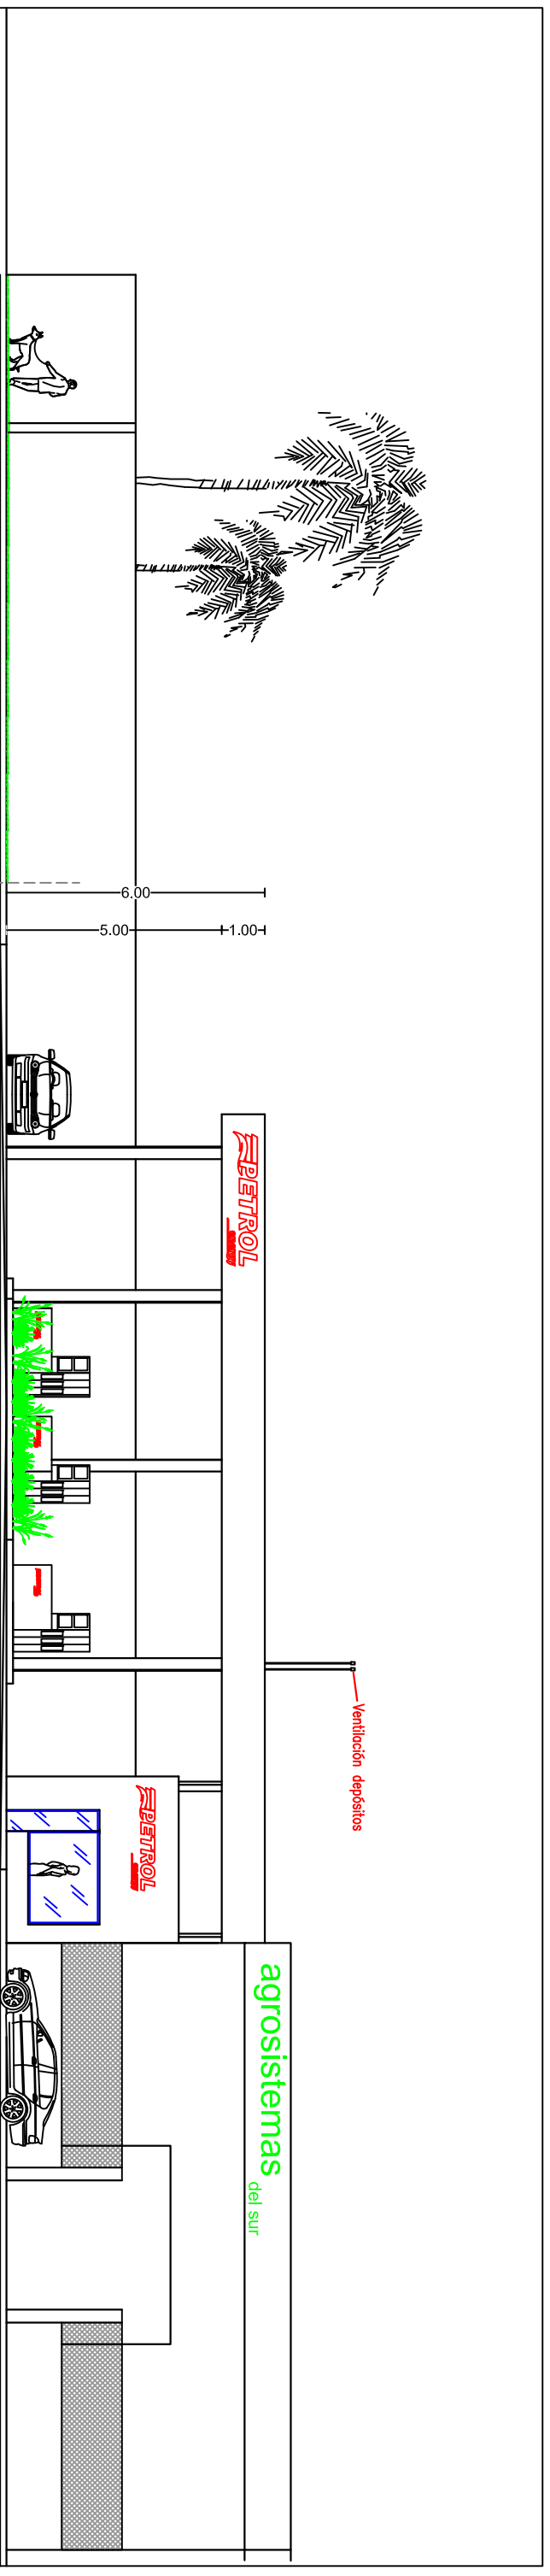 6.00
5.00
1.00
PETROL
Ventilación depósitos
PETROL
agrosistemas
del sur